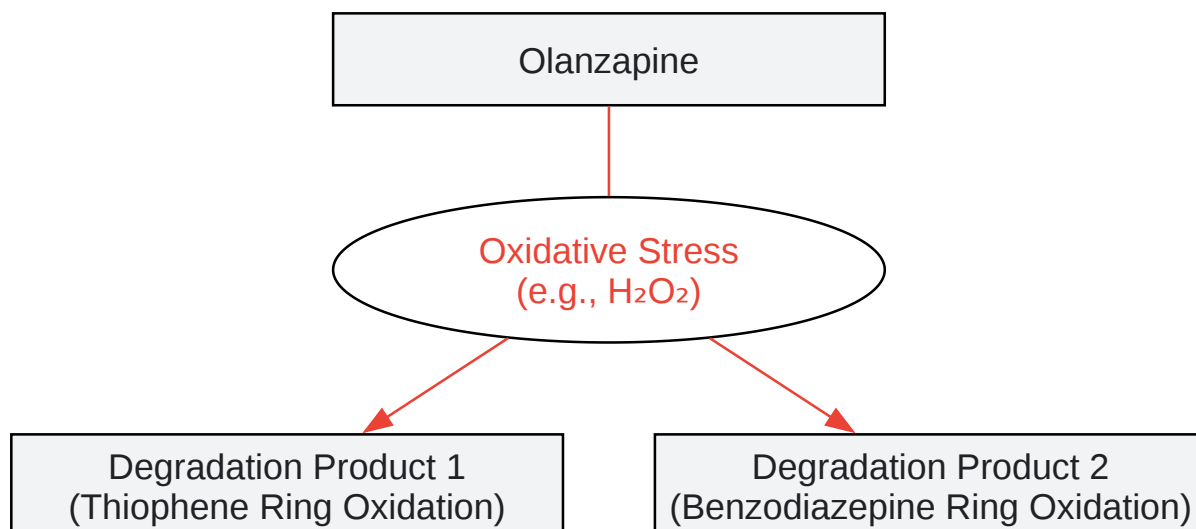 Olanzapine
Oxidative Stress
(e.g., H₂O₂)
Degradation Product 1
(Thiophene Ring Oxidation)
Degradation Product 2
(Benzodiazepine Ring Oxidation)